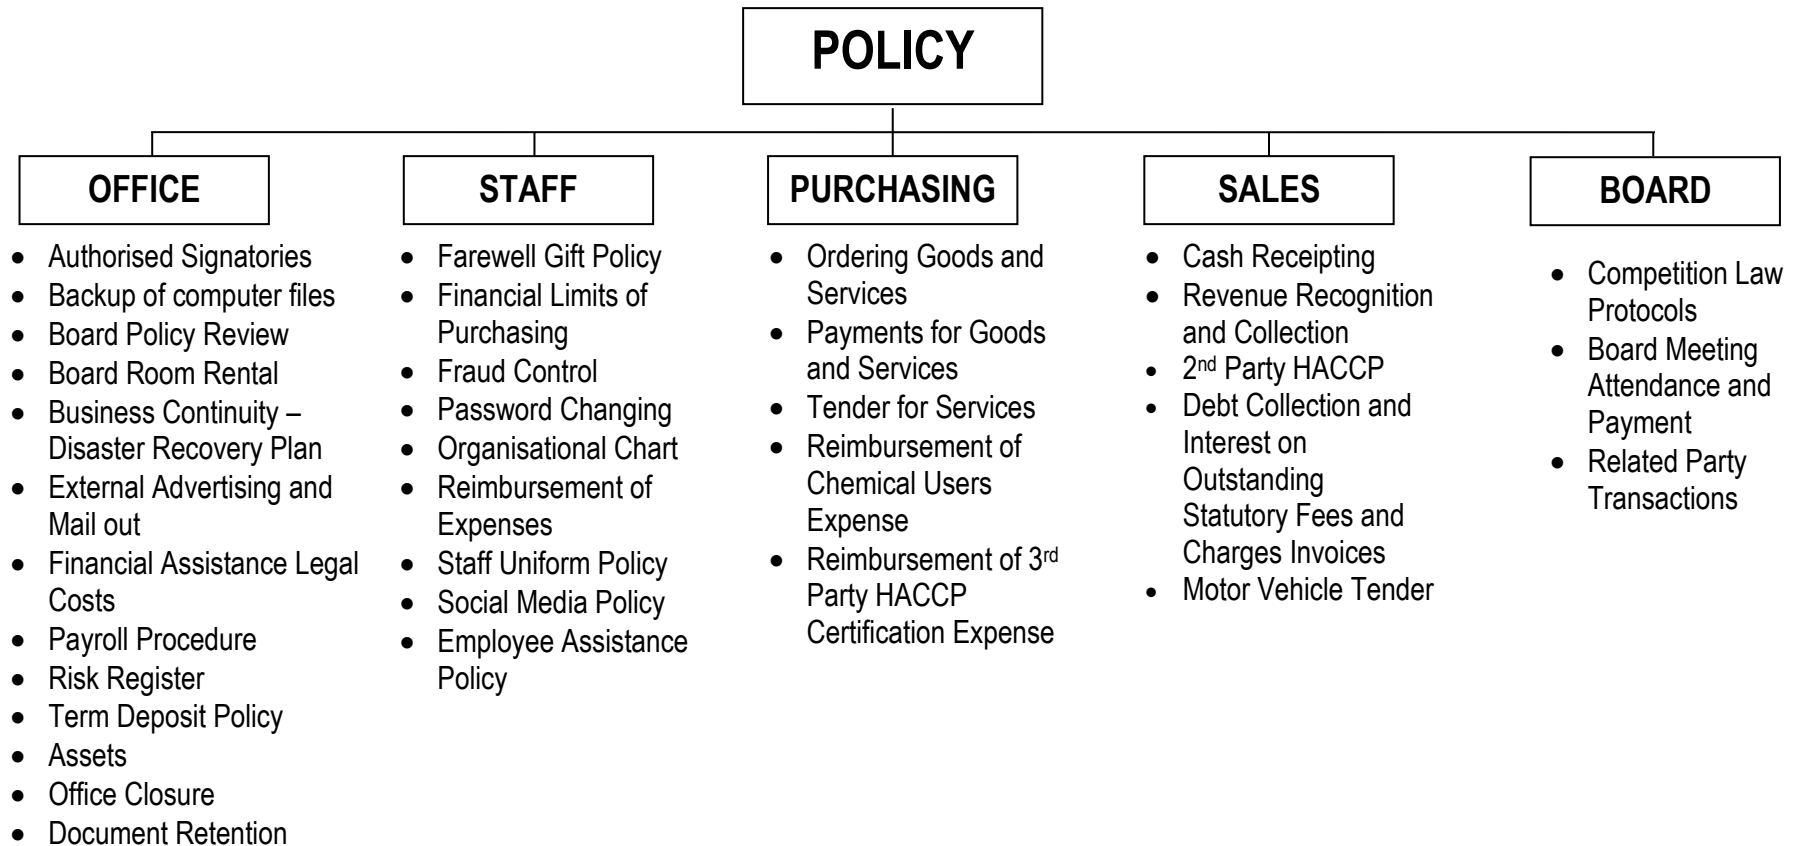 POLICY
OFFICE
Authorised Signatories
Backup of computer files
Board Policy Review
Board Room Rental
Business Continuity –
Disaster Recovery Plan
External Advertising and
Mail out
Financial Assistance Legal
Costs
Payroll Procedure
Risk Register
Term Deposit Policy
Assets
Office Closure
Document Retention
STAFF
Farewell Gift Policy
Financial Limits of
Purchasing
Fraud Control
Password Changing
Organisational Chart
Reimbursement of
Expenses
Staff Uniform Policy
Social Media Policy
Employee Assistance
Policy
PURCHASING
Ordering Goods and
Services
Payments for Goods
and Services
Tender for Services
Reimbursement of
Chemical Users
Expense
Reimbursement of 3rd
Party HACCP
Certification Expense
SALES
Cash Receipting
Revenue Recognition
and Collection
2nd Party HACCP
Debt Collection and
Interest on
Outstanding
Statutory Fees and
Charges Invoices
Motor Vehicle Tender
BOARD
Competition Law
Protocols
Board Meeting
Attendance and
Payment
Related Party
Transactions